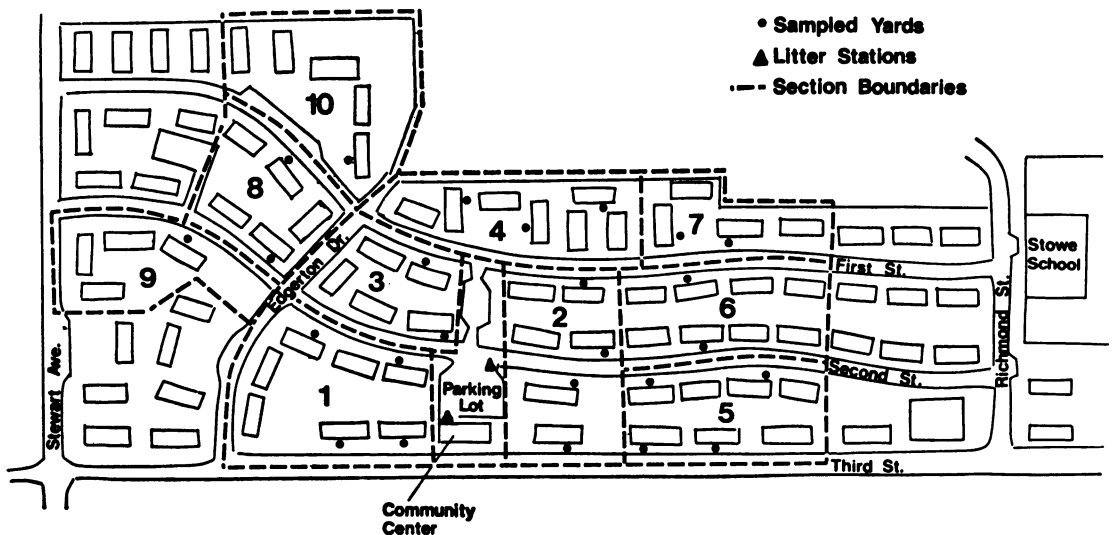 Sampled Yards
Litter Stations
Section Boundaries
10
8
4
7
9
3
2
6
1
5
Edgerton Dr.
First St.
Second St.
Third St.
Stewart Ave.
Richmond St.
Stowe
School
Parking
Lot
Community
Center